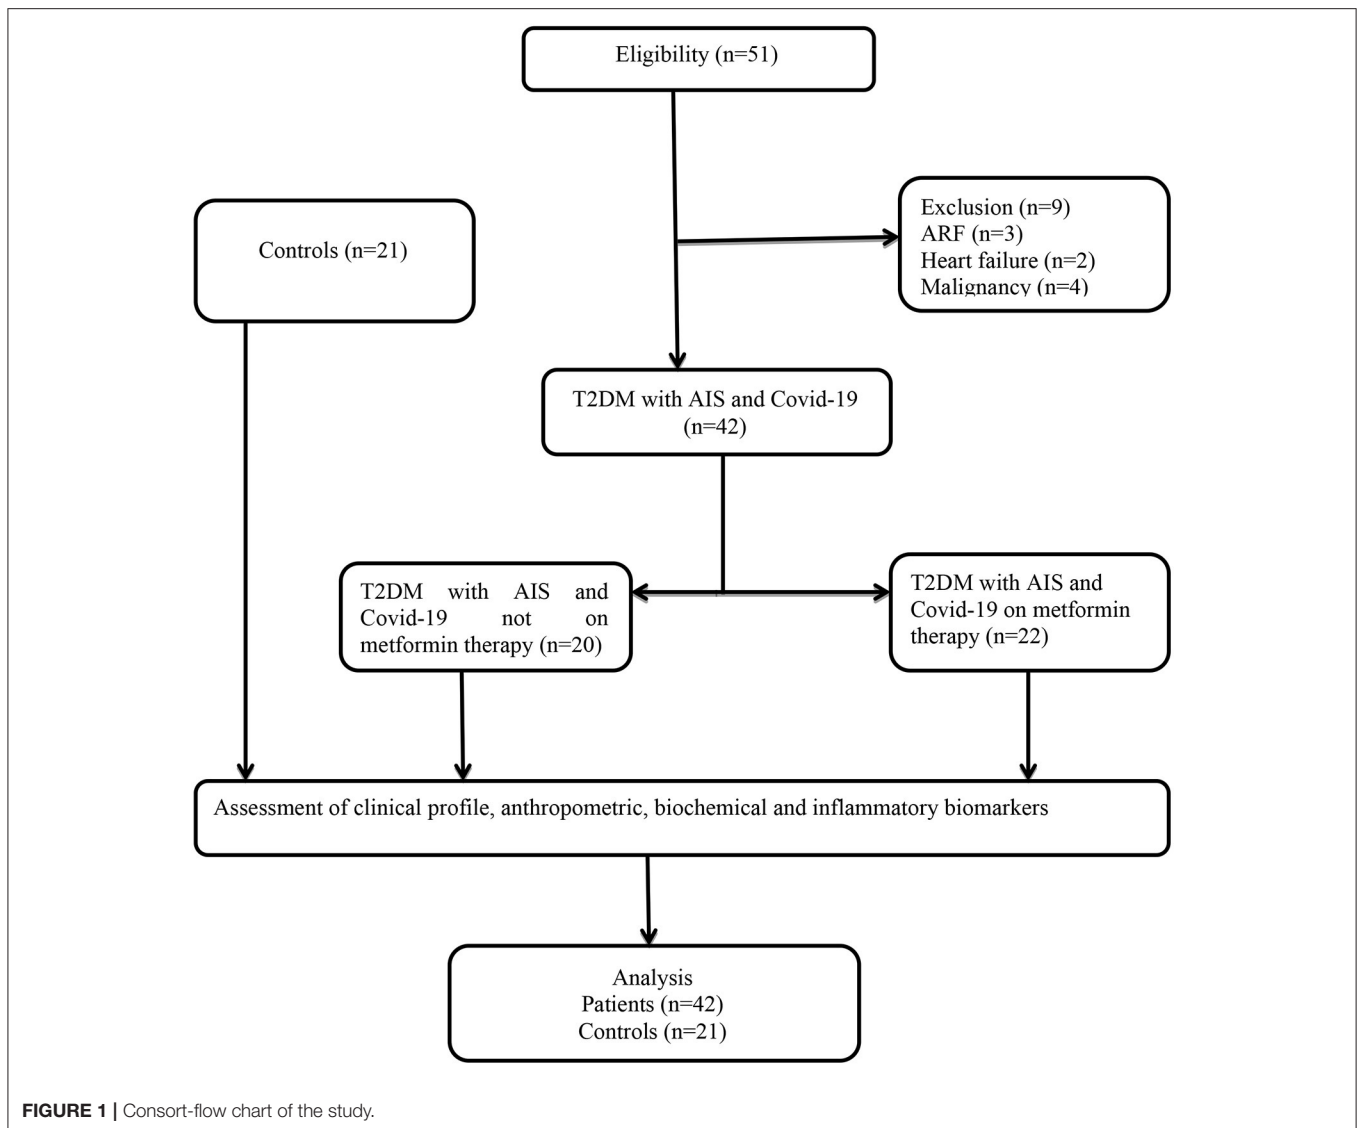 Eligibility (n=51)
Exclusion (n=9)
ARF (n=3)
Heart failure (n=2)
Malignancy (n=4)
Controls (n=21)
T2DM with AIS and Covid-19
(n=42)
T2DM with AIS and
Covid-19 not on
metformin therapy (n=20)
T2DM with AIS and
Covid-19 on metformin
therapy (n=22)
Assessment of clinical profile, anthropometric, biochemical and inflammatory biomarkers
Analysis
Patients (n=42)
Controls (n=21)
FIGURE 1 | Consort-flow chart of the study.